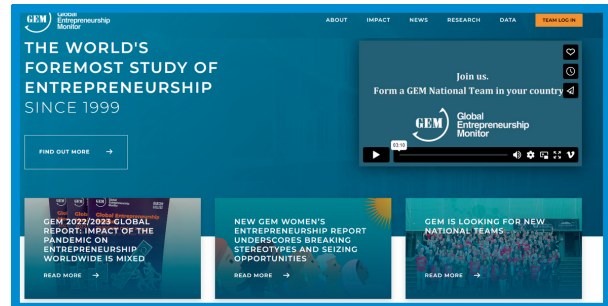 GEM
Global
Entrepreneurship
Monitor
ABOUT
IMPACT
NEWS
RESEARCH
DATA
TEAM LOG IN
THE WORLD'S
FOREMOST STUDY OF
ENTREPRENEURSHIP
SINCE 1999
FIND OUT MORE →
Join us.
Form a GEM National Team in your country
GEM
Global
Entrepreneurship
Monitor
03:10
GEM 2022/2023 GLOBAL
REPORT: IMPACT OF THE
PANDEMIC ON
ENTREPRENEURSHIP
WORLDWIDE IS MIXED
READ MORE →
NEW GEM WOMEN'S
ENTREPRENEURSHIP REPORT
UNDERSCORES BREAKING
STEREOTYPES AND SEIZING
OPPORTUNITIES
READ MORE →
GEM IS LOOKING FOR NEW
NATIONAL TEAMS
READ MORE →